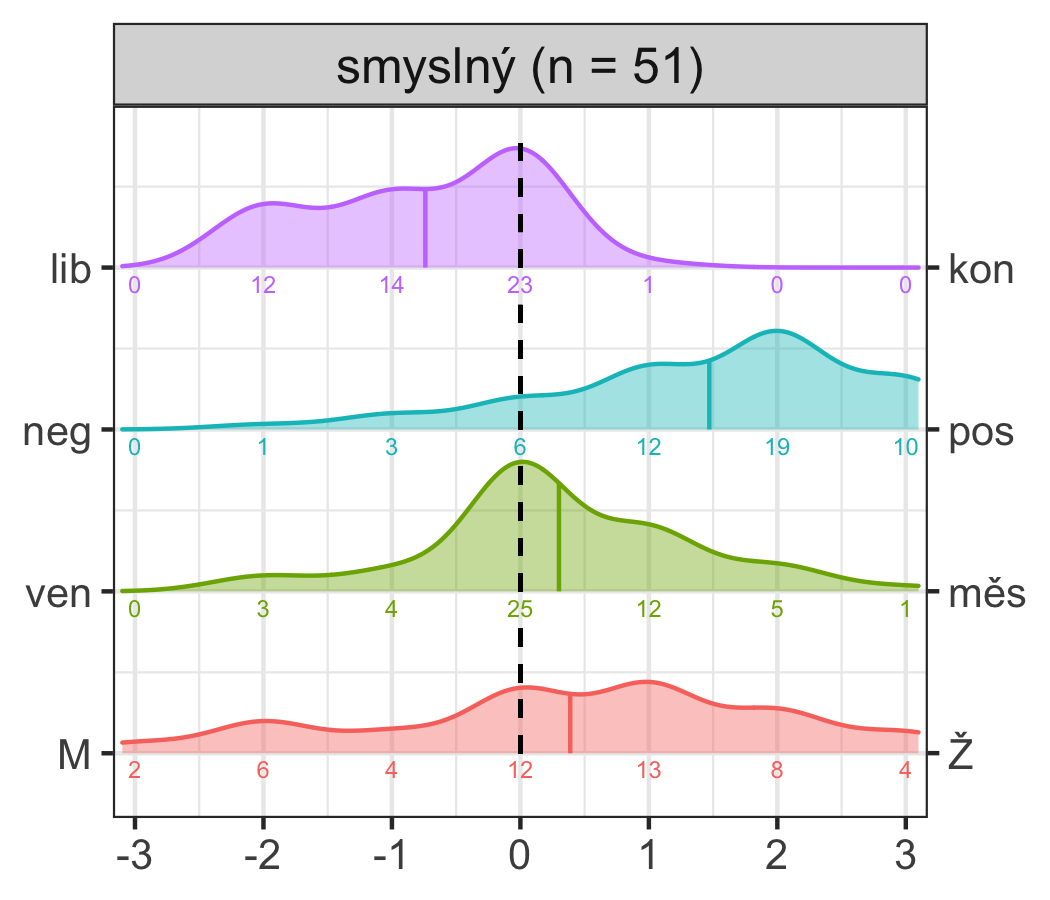 smyslný (n = 51)
lib kon
0 12 14 23 1 0 0
neg pos
0 1 3 6 12 19 10
ven měs
0 3 4 25 12 5 1
M Ž
2 6 4 12 13 8 4
-3 -2 -1 0 1 2 3